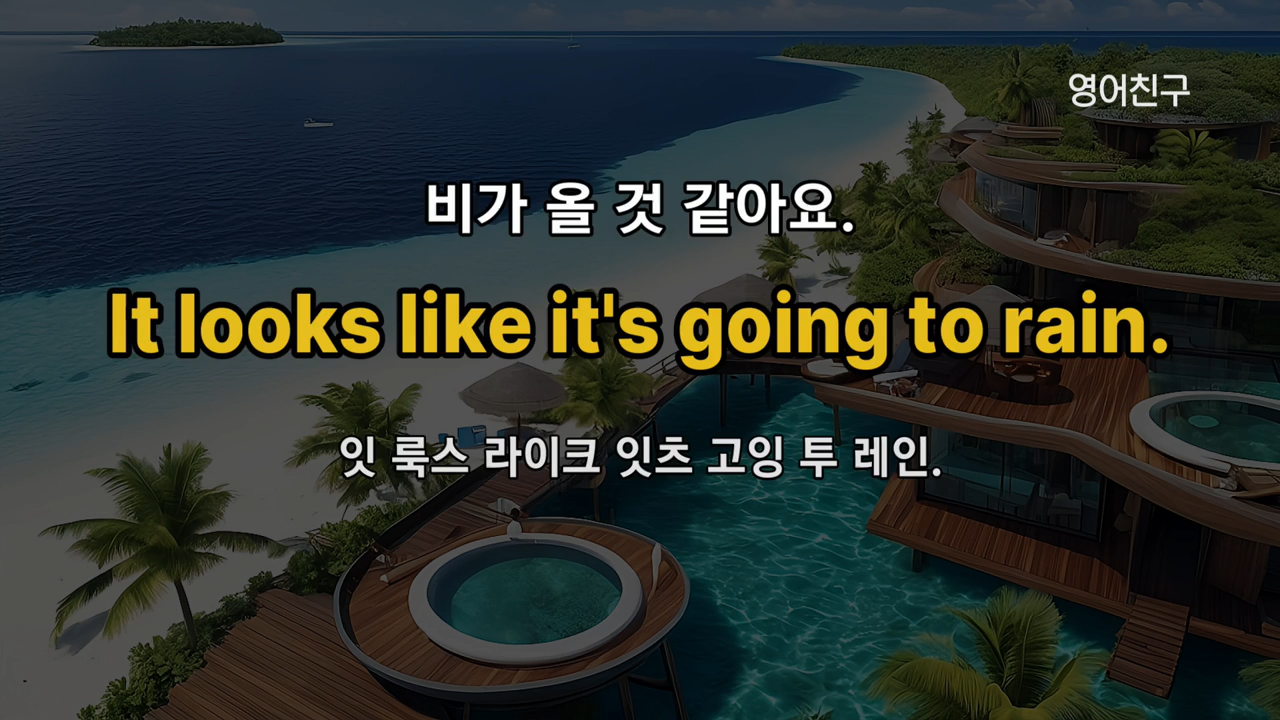 영어친구
비가 올 것 같아요.
It looks like it's going to rain.
잇 룩스 라이크 잇츠 고잉 투 레인.